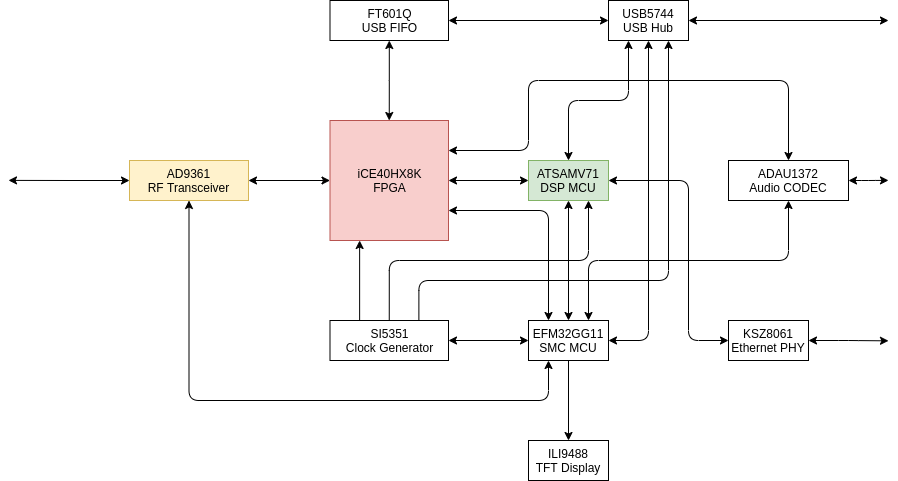 FT601Q
USB FIFO
USB5744
USB Hub
AD9361
RF Transceiver
iCE40HX8K
FPGA
ATSAMV71
DSP MCU
ADAU1372
Audio CODEC
SI5351
Clock Generator
EFM32GG11
SMC MCU
KSZ8061
Ethernet PHY
ILI9488
TFT Display